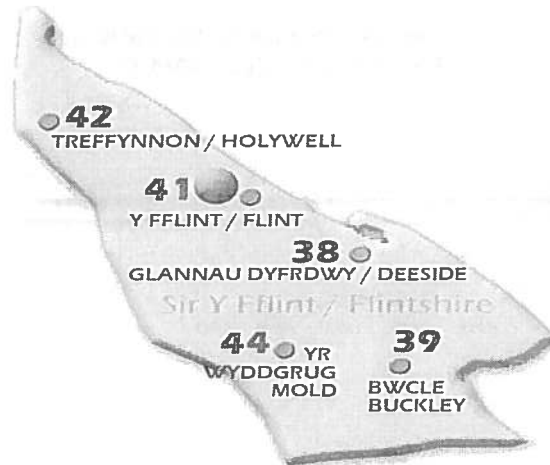 42
TREFFYNNON / HOLYWELL
41
Y FFLINT / FLINT
38
GLANNAU DYFRDWY / DEESIDE
Sir Y Fflint / Flintshire
44 YR
WYDDGRUG
MOLD
39
BWCLE
BUCKLEY